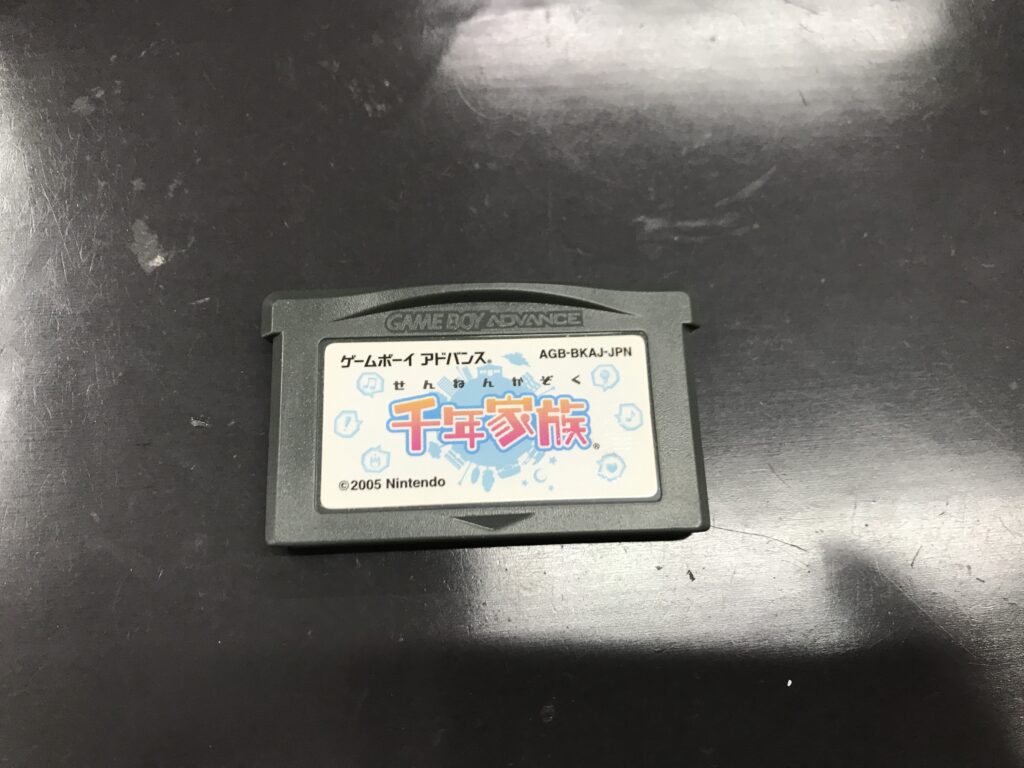 GAME BOY ADVANCE
ゲームボーイ アドバンス®
AGB-BKAJ-JPN
せんねんかぞく
千年家族®
©2005 Nintendo